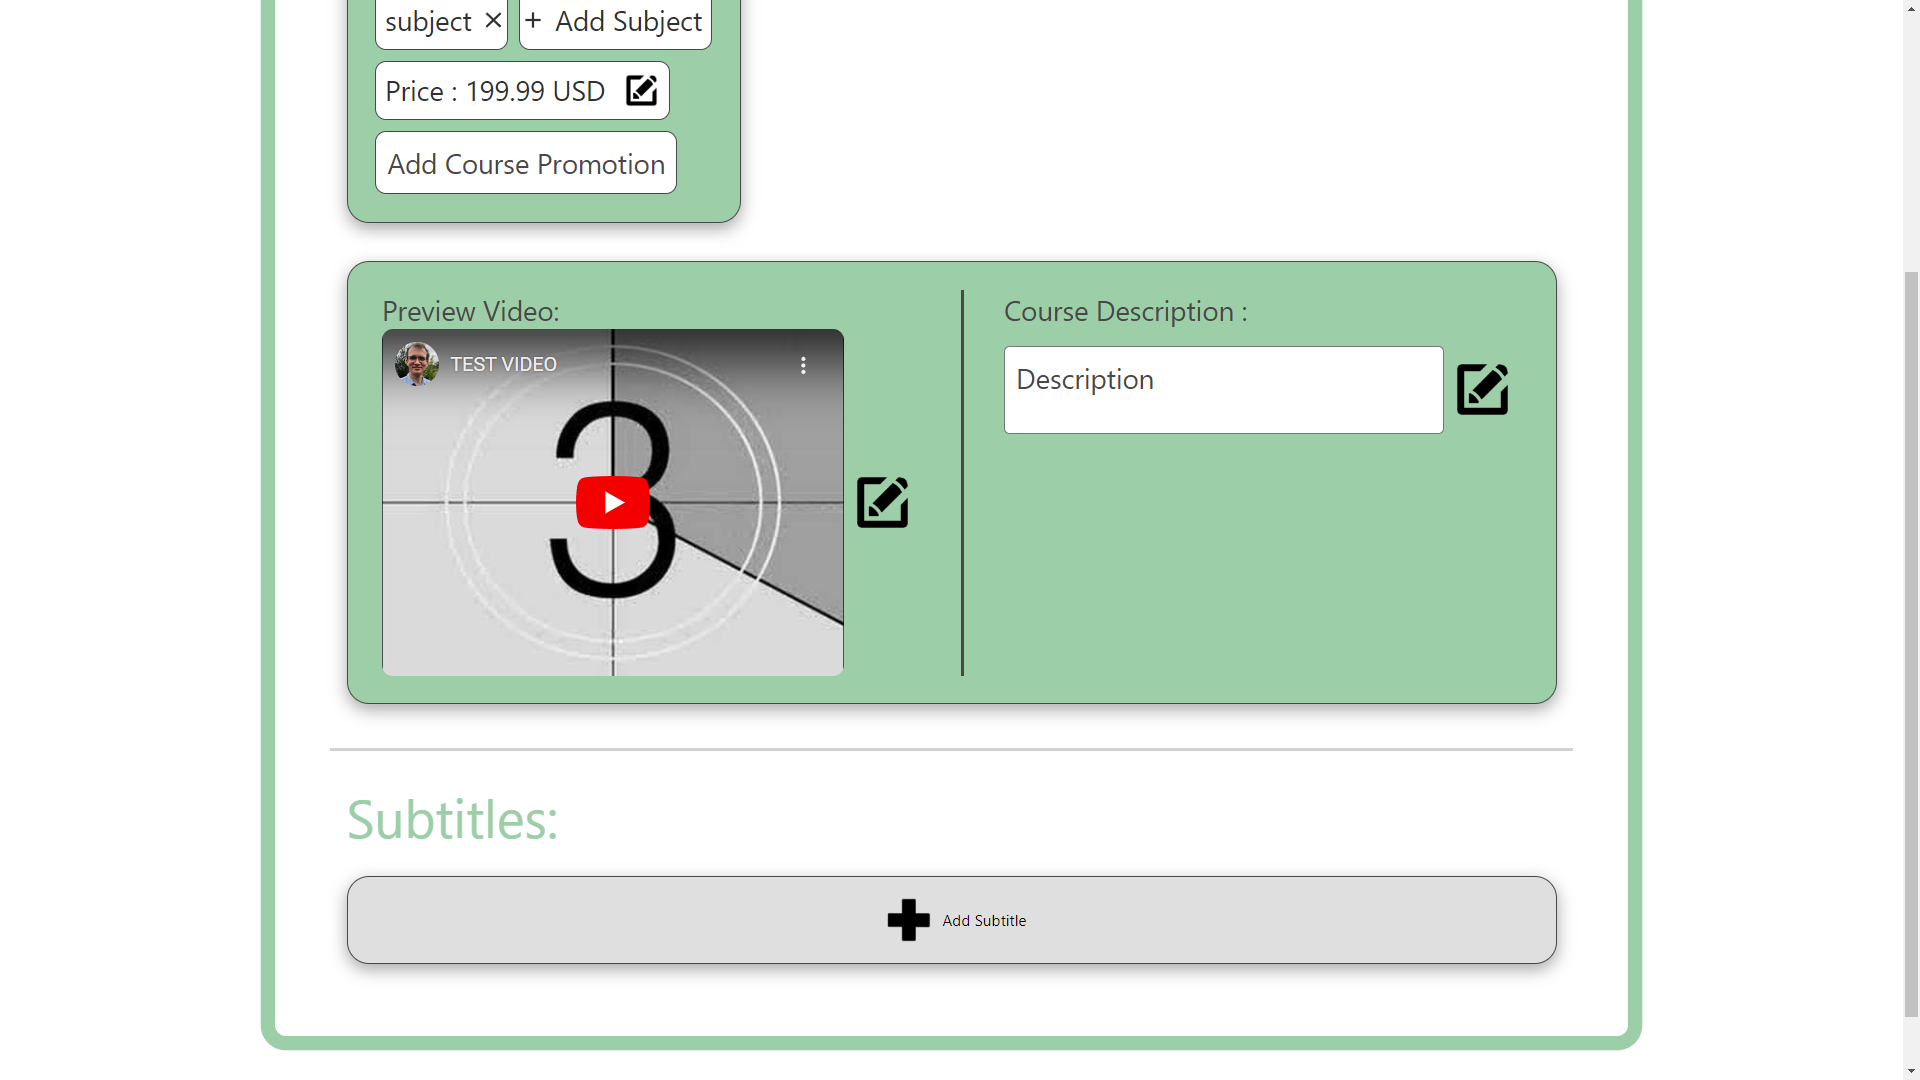 subject × + Add Subject
Price : 199.99 USD
Add Course Promotion
Preview Video:
TEST VIDEO
3
Course Description :
Description
Subtitles:
Add Subtitle